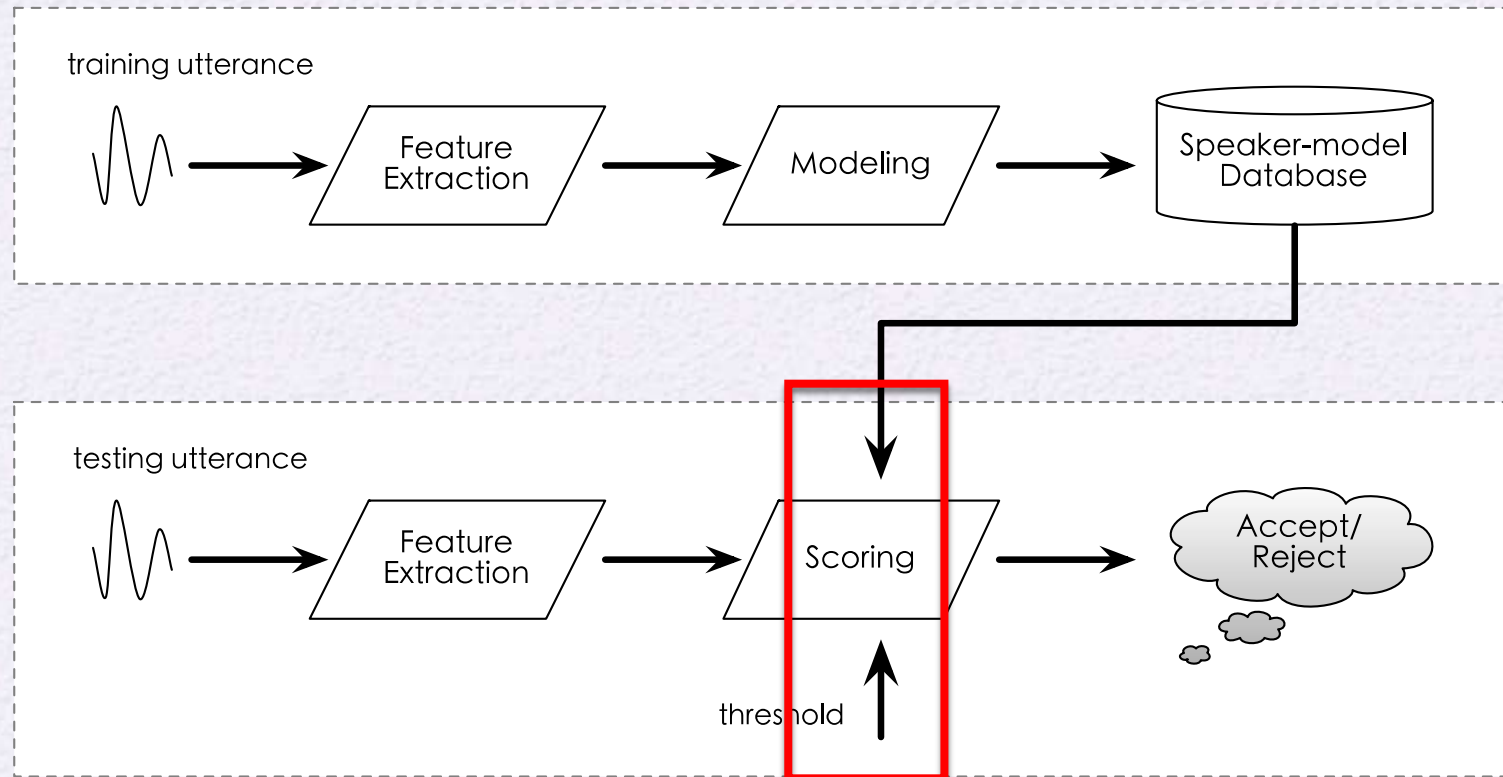 training utterance
Feature
Extraction
Modeling
Speaker-model
Database
testing utterance
Feature
Extraction
Scoring
Accept/
Reject
threshold